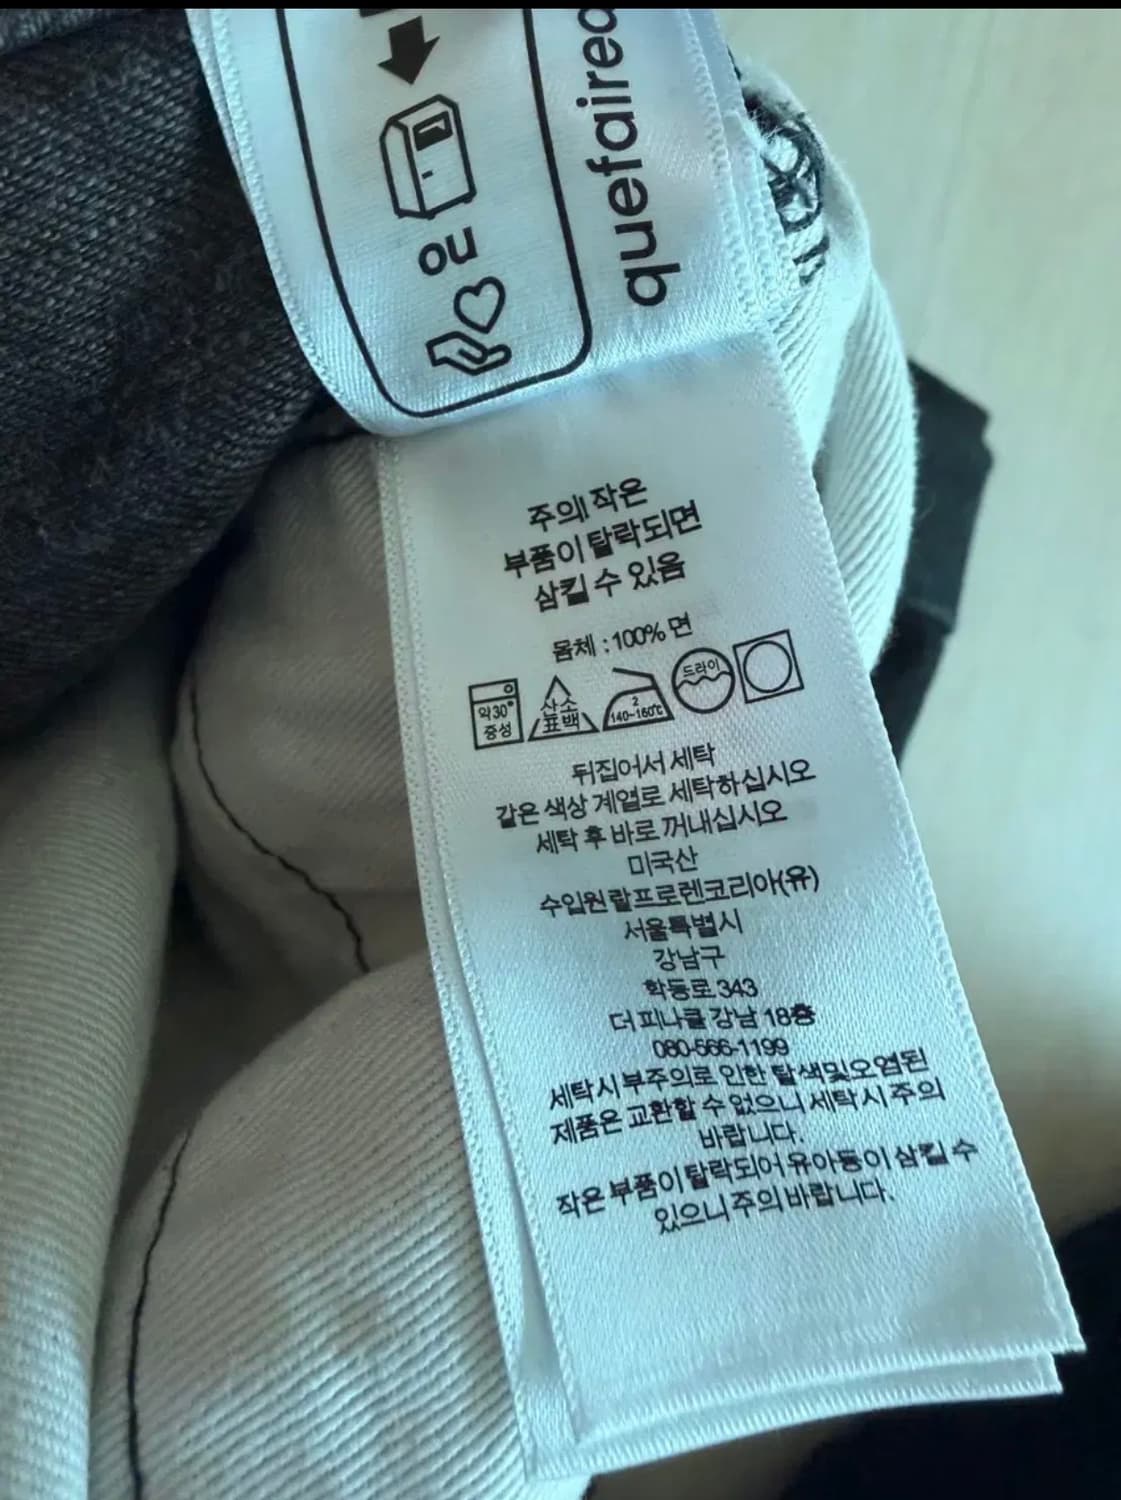 quefairede
ou
주의! 작은
부품이 탈락되면
삼킬 수 있음
몸체 : 100% 면
약30°
중성
산소
표백
2
140~160℃
드라이
뒤집어서 세탁
같은 색상 계열로 세탁하십시오
세탁 후 바로 꺼내십시오
미국산
수입원 랄프로렌코리아(유)
서울특별시
강남구
학동로 343
더 피나클 강남 18층
080-566-1199
세탁시 부주의로 인한 탈색및오염된
제품은 교환할 수 없으니 세탁시 주의
바랍니다.
작은 부품이 탈락되어 유아동이 삼킬 수
있으니 주의 바랍니다.